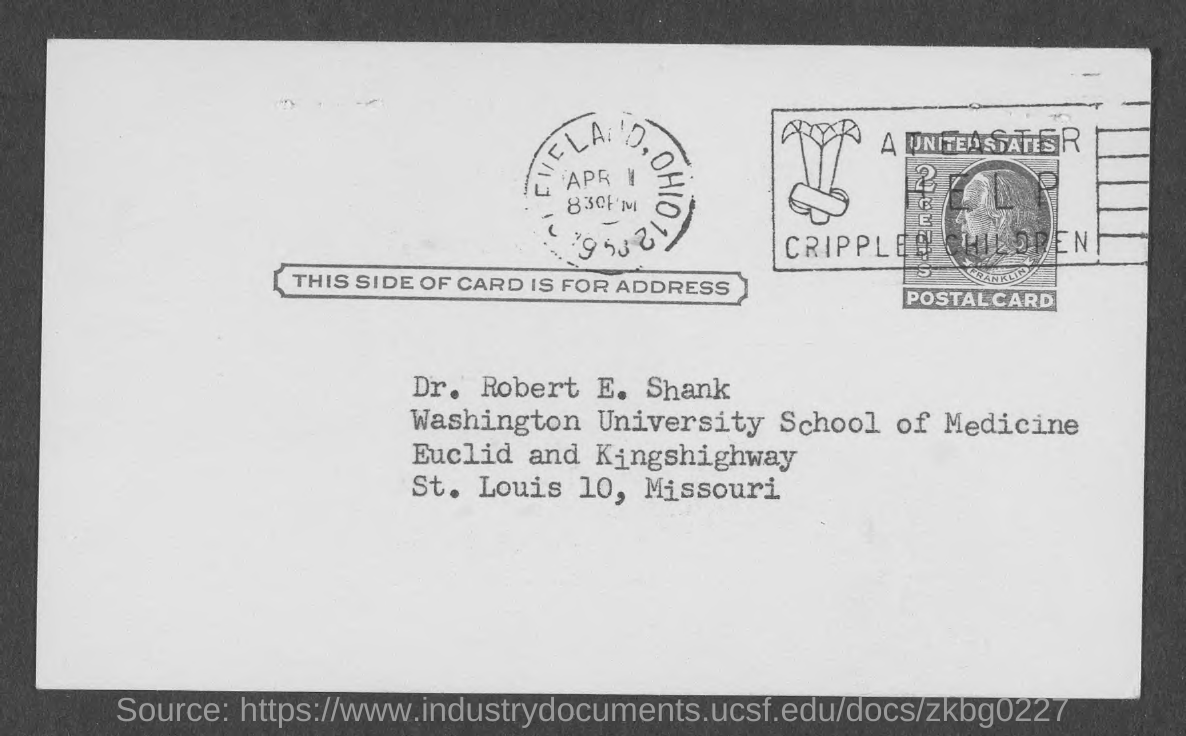 CLEVELAND, OHIO 12
APR 1
8 30 PM
1953
AT EASTER
HELP
CRIPPLED CHILDREN
UNITED STATES
2 CENTS
FRANKLIN
POSTAL CARD
THIS SIDE OF CARD IS FOR ADDRESS
Dr. Robert E. Shank
Washington University School of Medicine
Euclid and Kingshighway
St. Louis 10, Missouri
Source: https://www.industrydocuments.ucsf.edu/docs/zkbg0227